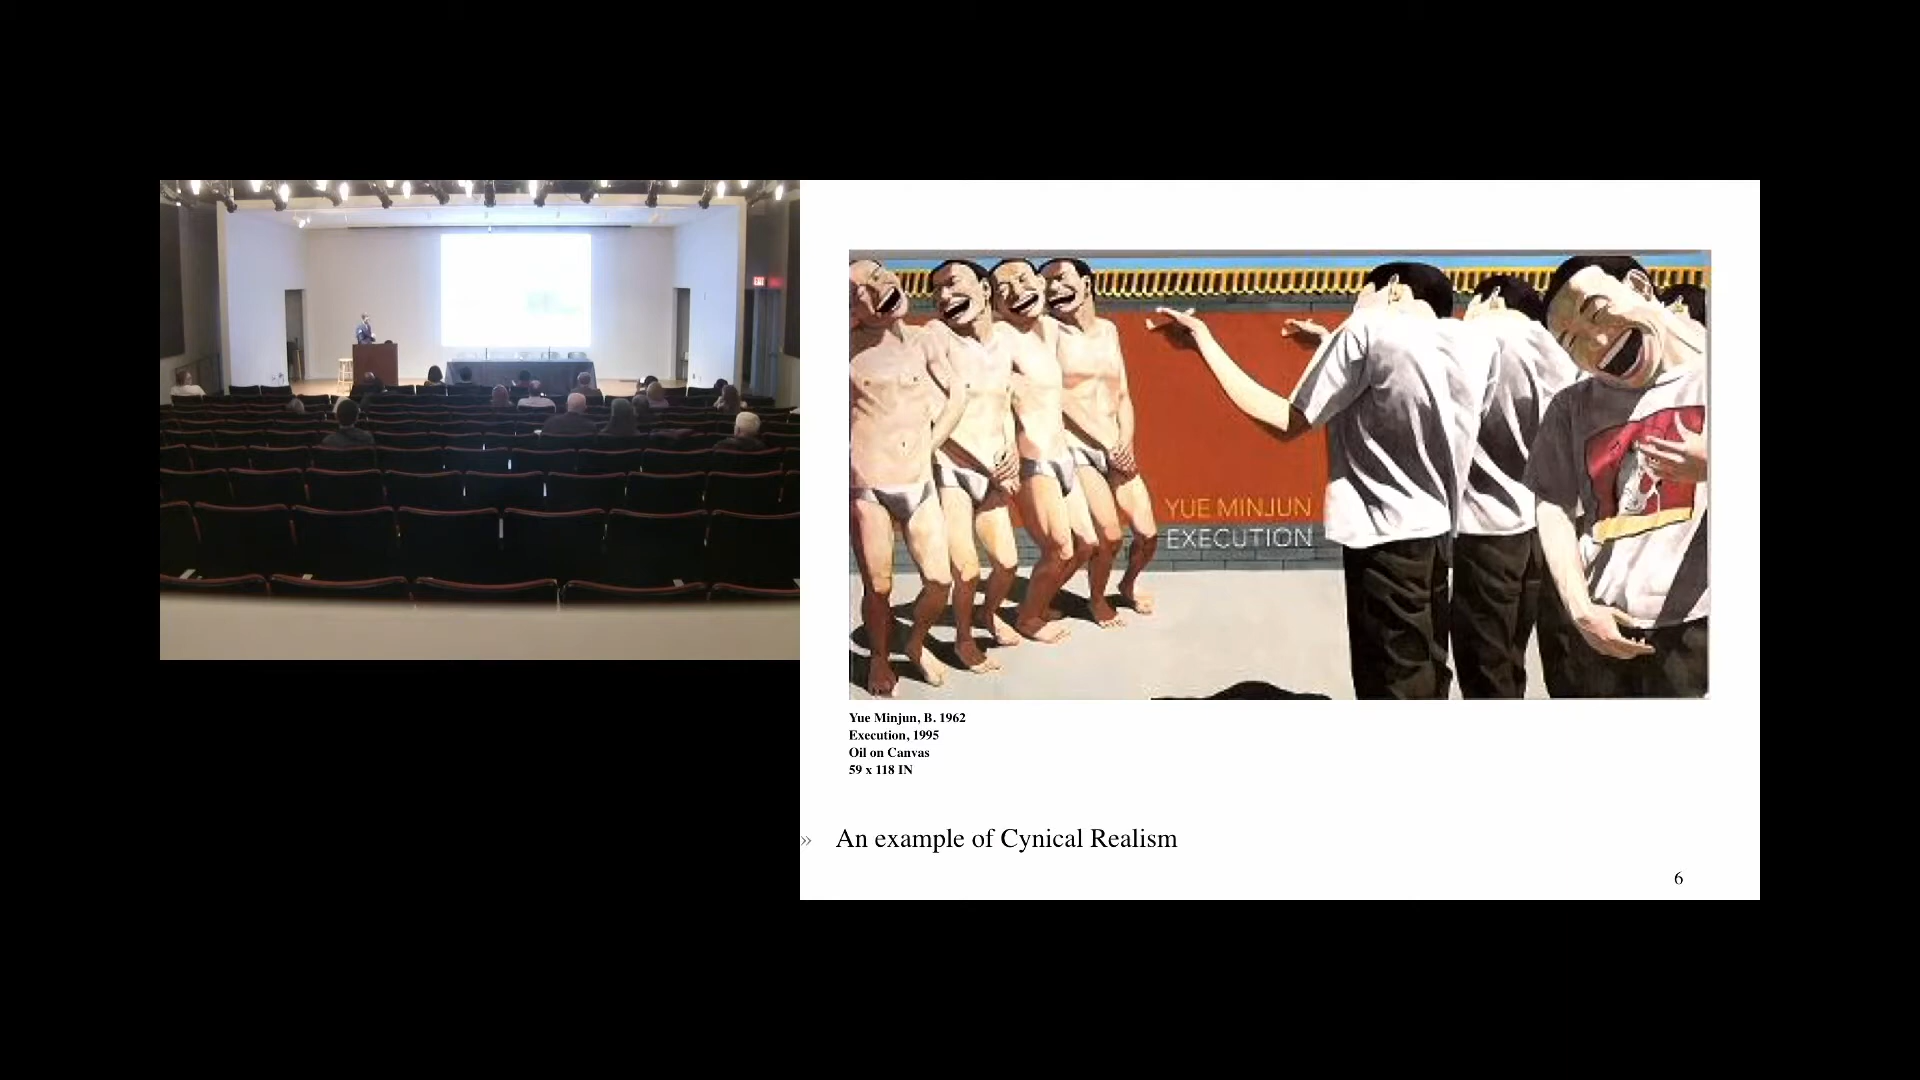 YUE MINJUN
EXECUTION
Yue Minjun, B. 1962
Execution, 1995
Oil on Canvas
59 x 118 IN
» An example of Cynical Realism
6